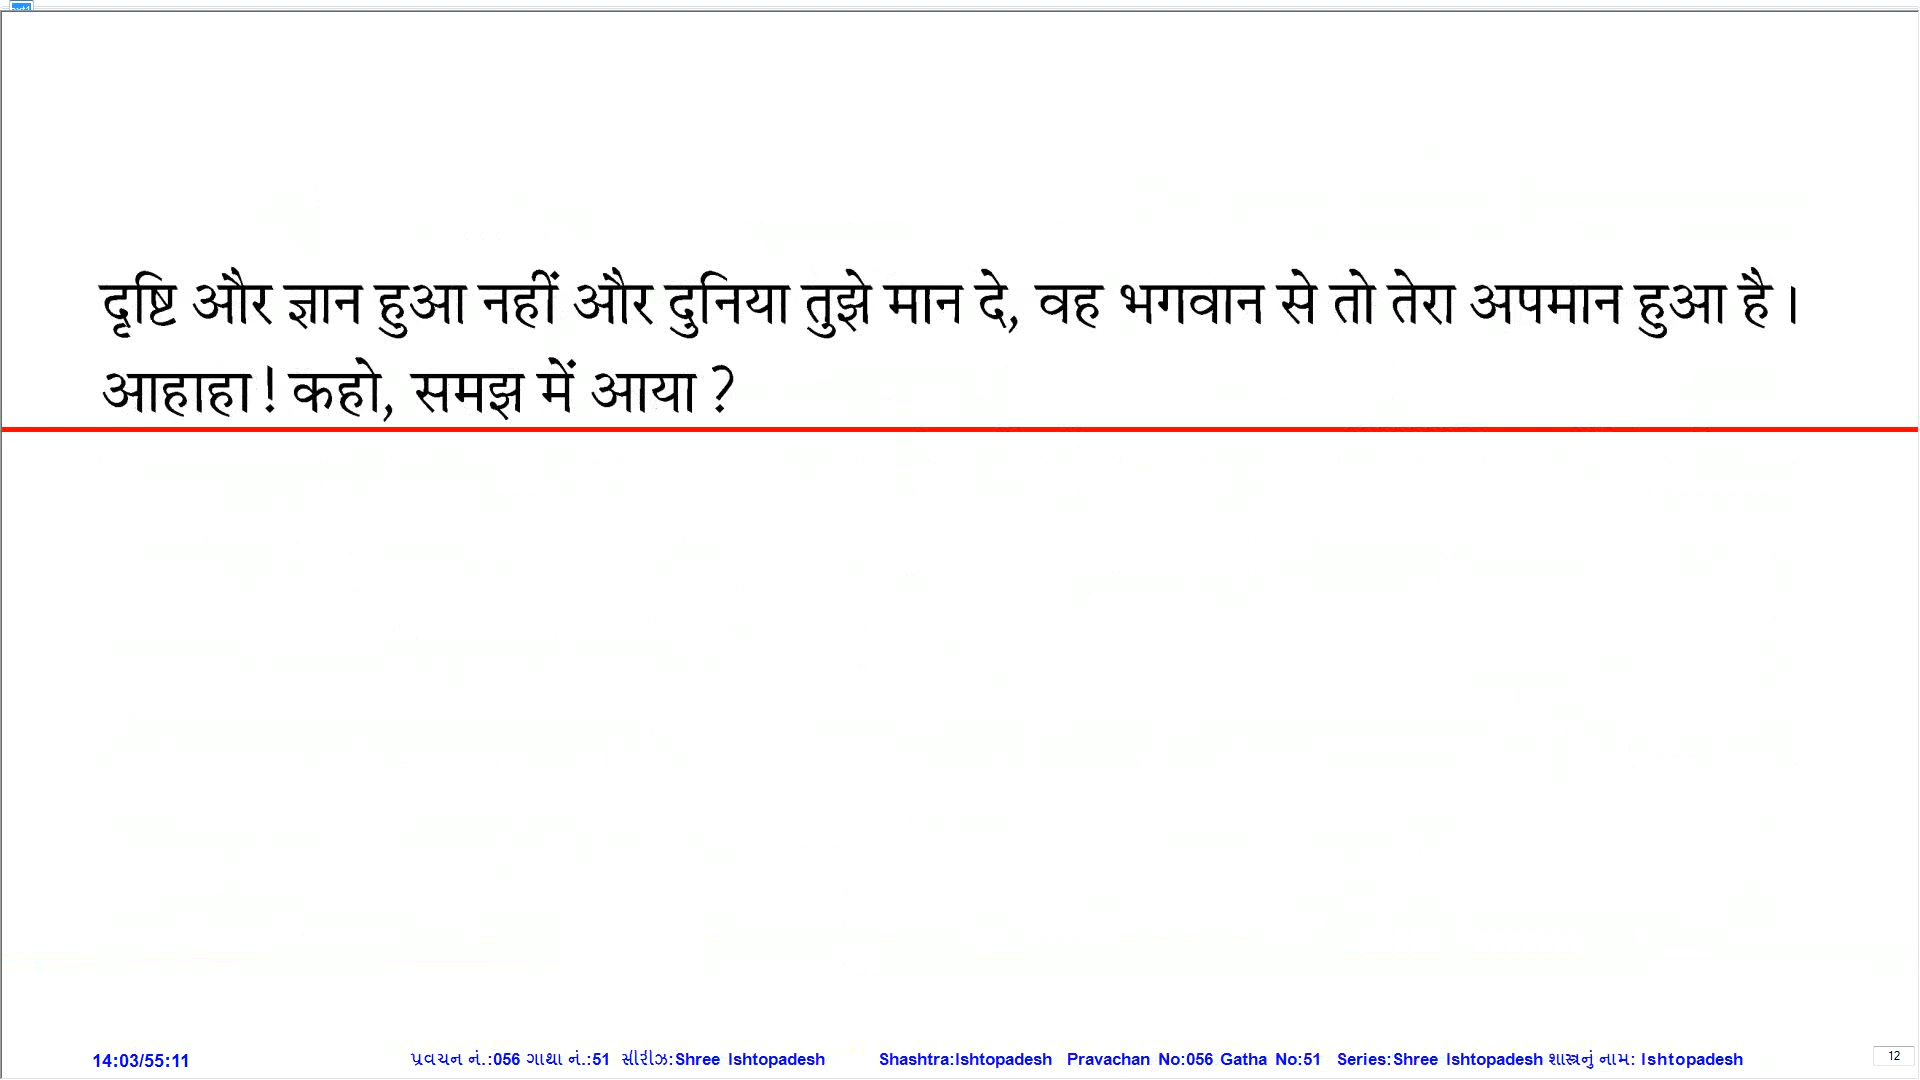 दृष्टि और ज्ञान हुआ नहीं और दुनिया तुझे मान दे, वह भगवान से तो तेरा अपमान हुआ है।
आहाहा! कहो, समझ में आया ?
14:03/55:11 પ્રવચન નં.:056 ગાથા નં.:51 સીરીઝ:Shree Ishtopadesh Shashtra:Ishtopadesh Pravachan No:056 Gatha No:51 Series:Shree Ishtopadesh શાસ્ત્રનું નામ: Ishtopadesh 12